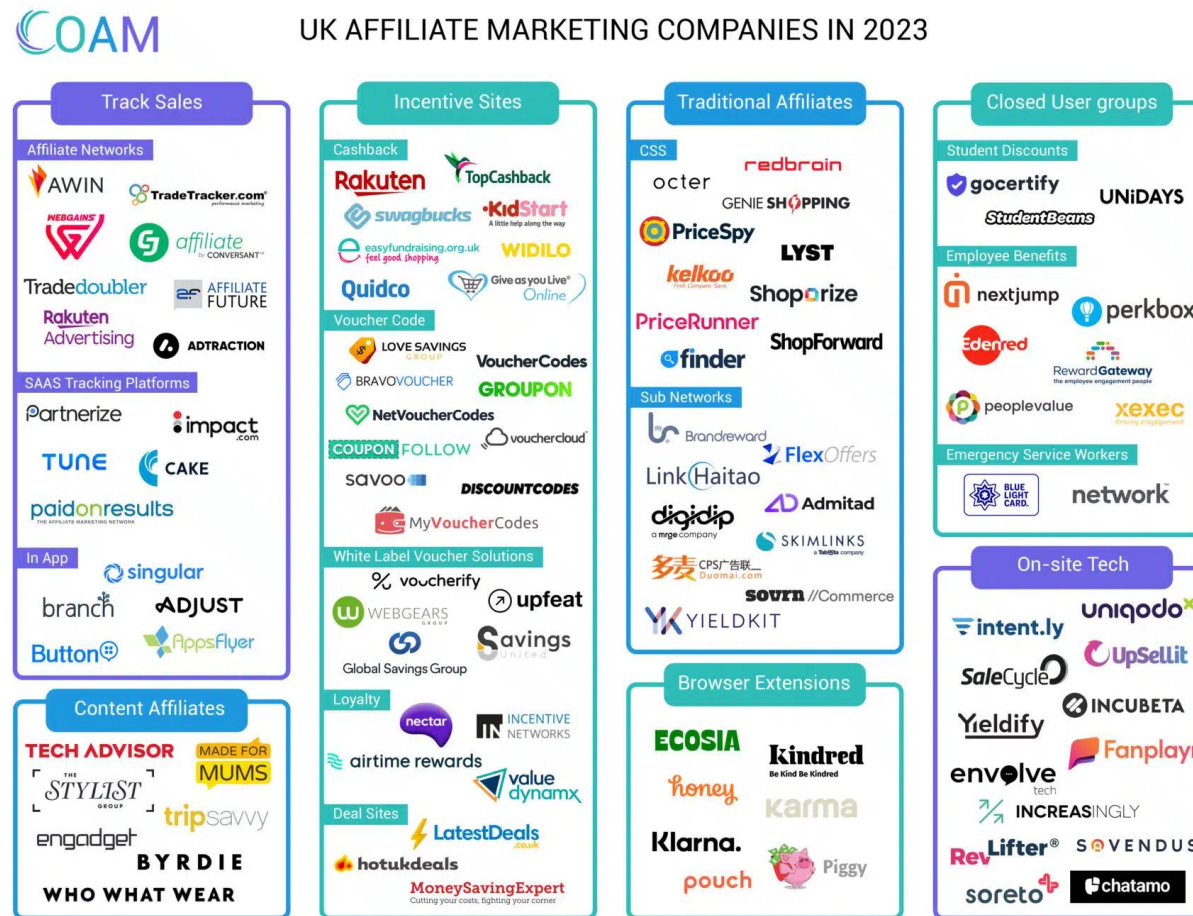 COAM
UK AFFILIATE MARKETING COMPANIES IN 2023
Track Sales
Affiliate Networks
AWIN
TradeTracker.com®
performance marketing
WEBGAINS
affiliate
by CONVERSANT
Tradedoubler
AFFILIATE
FUTURE
Rakuten
Advertising
ADTRACTION
SAAS Tracking Platforms
Partnerize
impact
.com
TUNE
CAKE
paidonresults
THE AFFILIATE MARKETING NETWORK
In App
singular
branch
ADJUST
Button
AppsFlyer
Content Affiliates
TECH ADVISOR
MADE FOR
MUMS
THE
STYLIST
GROUP
tripsavvy
engadget
BYRDIE
WHO WHAT WEAR
Incentive Sites
Cashback
Rakuten
TopCashback
swagbucks
KidStart
A little help along the way
easyfundraising.org.uk
feel good shopping
WIDILO
Quidco
Give as you Live®
Online
Voucher Code
LOVE SAVINGS
GROUP
VoucherCodes
BRAVOVOUCHER
GROUPON
NetVoucherCodes
COUPON FOLLOW
vouchercloud
savoo
DISCOUNTCODES
MyVoucherCodes
White Label Voucher Solutions
voucherify
WEBGEARS
GROUP
upfeat
Global Savings Group
Savings
United
Loyalty
nectar
INCENTIVE
NETWORKS
airtime rewards
value
dynamx
Deal Sites
LatestDeals
.co.uk
hotukdeals
MoneySavingExpert
Cutting your costs, fighting your corner
Traditional Affiliates
CSS
redbrain
octer
GENIE SHOPPING
PriceSpy
LYST
kelkoo
Find. Compare. Save.
Shoparize
PriceRunner
finder
ShopForward
Sub Networks
Brandreward
FlexOffers
LinkHaitao
Admitad
digidip
a mrge company
SKIMLINKS
a Taboola company
多麦
CPS广告联
Duomai.com
sovrn //Commerce
YK YIELDKIT
Browser Extensions
ECOSIA
Kindred
Be Kind Be Kindred
honey
Karma
Klarna.
pouch
Piggy
Closed User groups
Student Discounts
gocertify
UNiDAYS
StudentBeans
Employee Benefits
nextjump
perkbox
Edenred
RewardGateway
the employee engagement people
peoplevalue
xexec
driving engagement
Emergency Service Workers
BLUE
LIGHT
CARD.
network
On-site Tech
intent.ly
uniqodo
UpSellit
SaleCycle
INCUBETA
Yieldify
Fanplayr
envolve
tech
INCREASINGLY
RevLifter®
SOVENDUS
soreto
chatamo